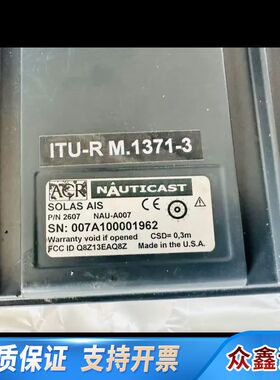 ITU-R M.1371-3
ACR NAUTICAST
SOLAS AIS
P/N 2607 NAU-A007
SN: 007A100001962
Warranty void if opened CSD= 0,3m
FCC ID Q8Z13EAQ8Z Made in the U.S.A.
质保证 支持开票 众鑫